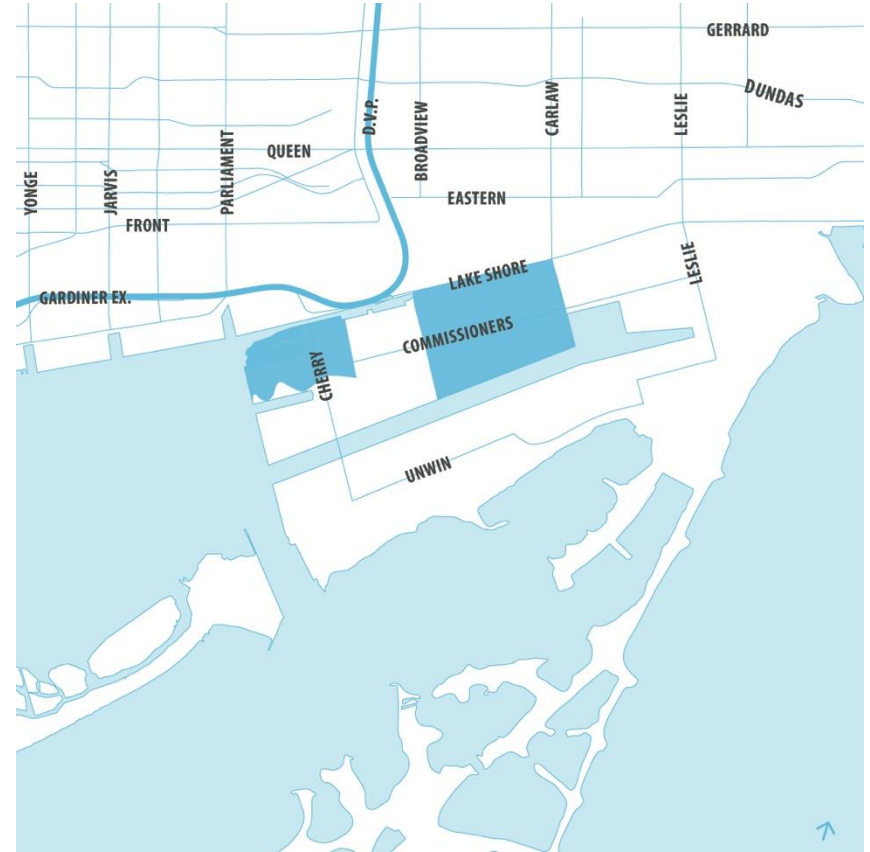 GERRARD
DUNDAS
D.V.P.
BROADVIEW
CARLAW
LESLIE
QUEEN
PARLIAMENT
JARVIS
YONGE
EASTERN
FRONT
LAKE SHORE
LESLIE
GARDINER EX.
COMMISSIONERS
CHERRY
UNWIN